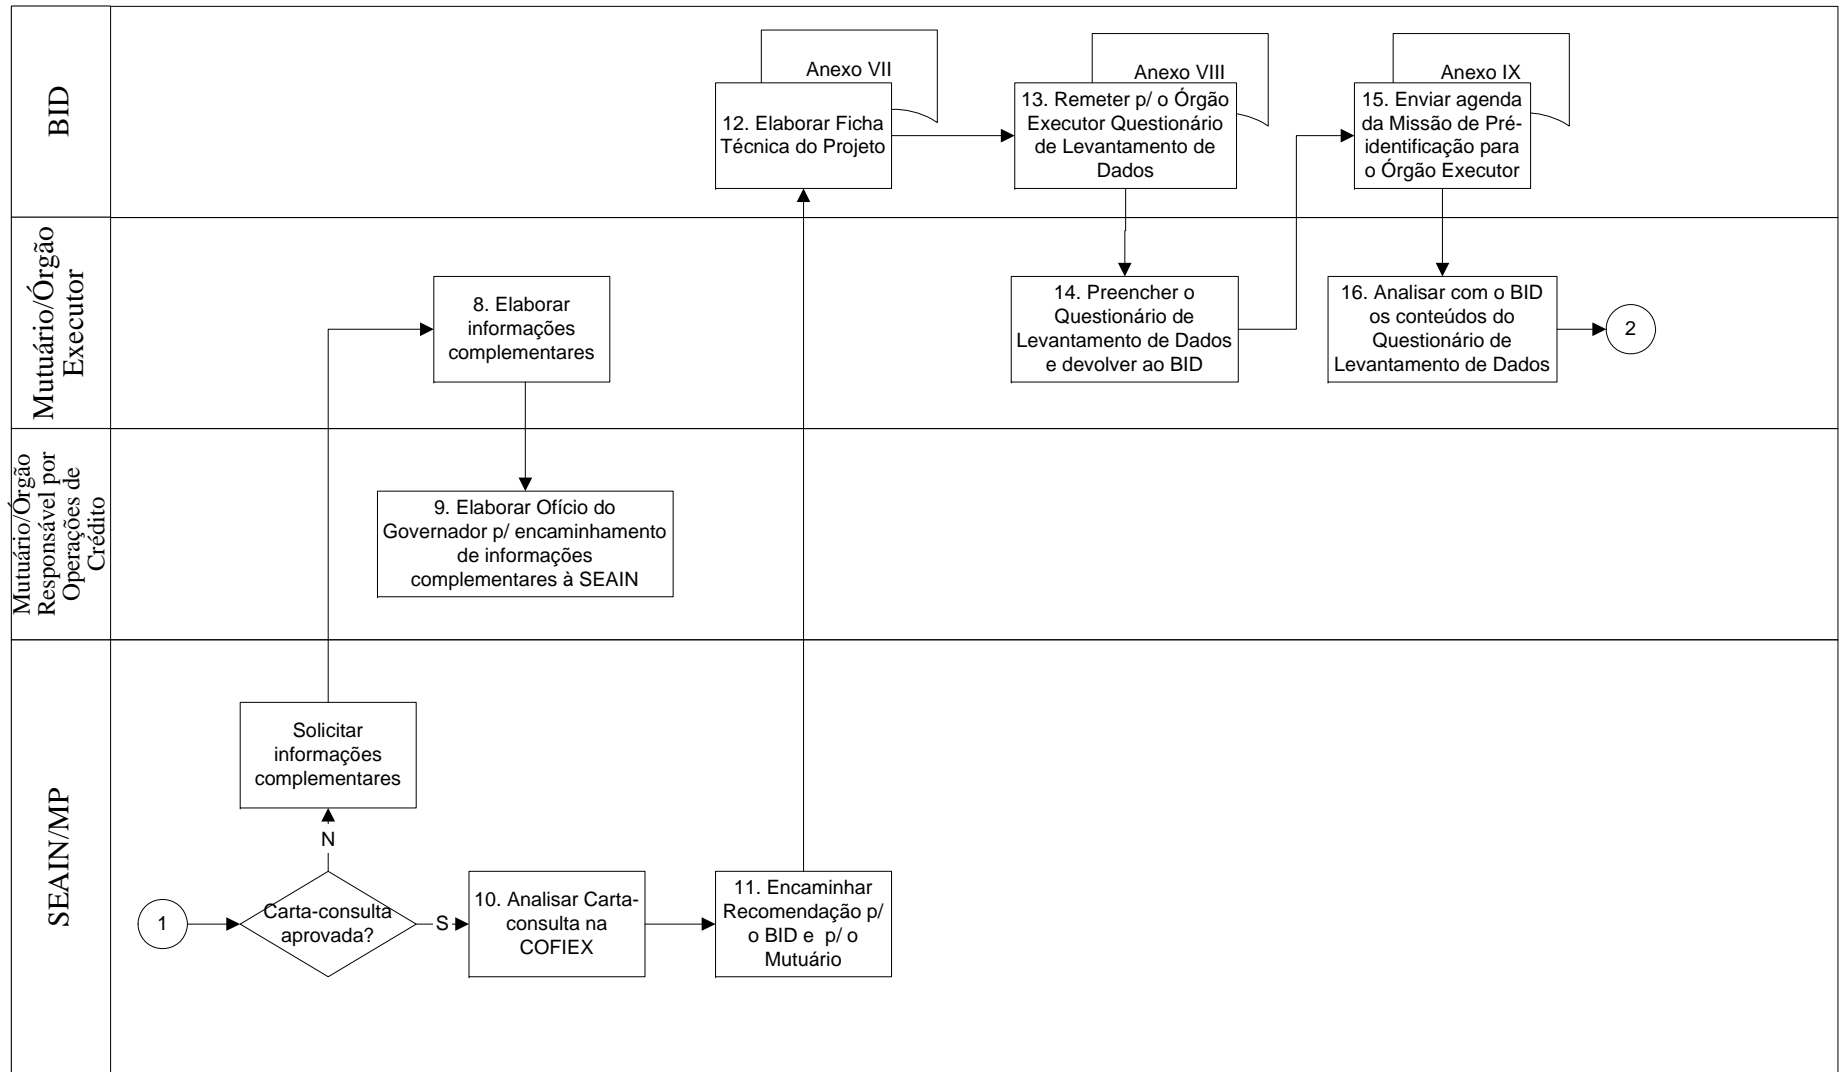 BID
Anexo VII
12. Elaborar Ficha
Técnica do Projeto
Anexo VIII
13. Remeter p/ o Órgão
Executor Questionário
de Levantamento de
Dados
Anexo IX
15. Enviar agenda
da Missão de Pré-
identificação para
o Órgão Executor
Mutuário/Órgão
Executor
8. Elaborar
informações
complementares
14. Preencher o
Questionário de
Levantamento de Dados
e devolver ao BID
16. Analisar com o BID
os conteúdos do
Questionário de
Levantamento de Dados
2
Mutuário/Órgão
Responsável por
Operações de
Crédito
9. Elaborar Ofício do
Governador p/ encaminhamento
de informações
complementares à SEAIN
SEAIN/MP
Solicitar
informações
complementares
N
1
Carta-consulta
aprovada?
S
10. Analisar Carta-
consulta na
COFIEX
11. Encaminhar
Recomendação p/
o BID e p/ o
Mutuário